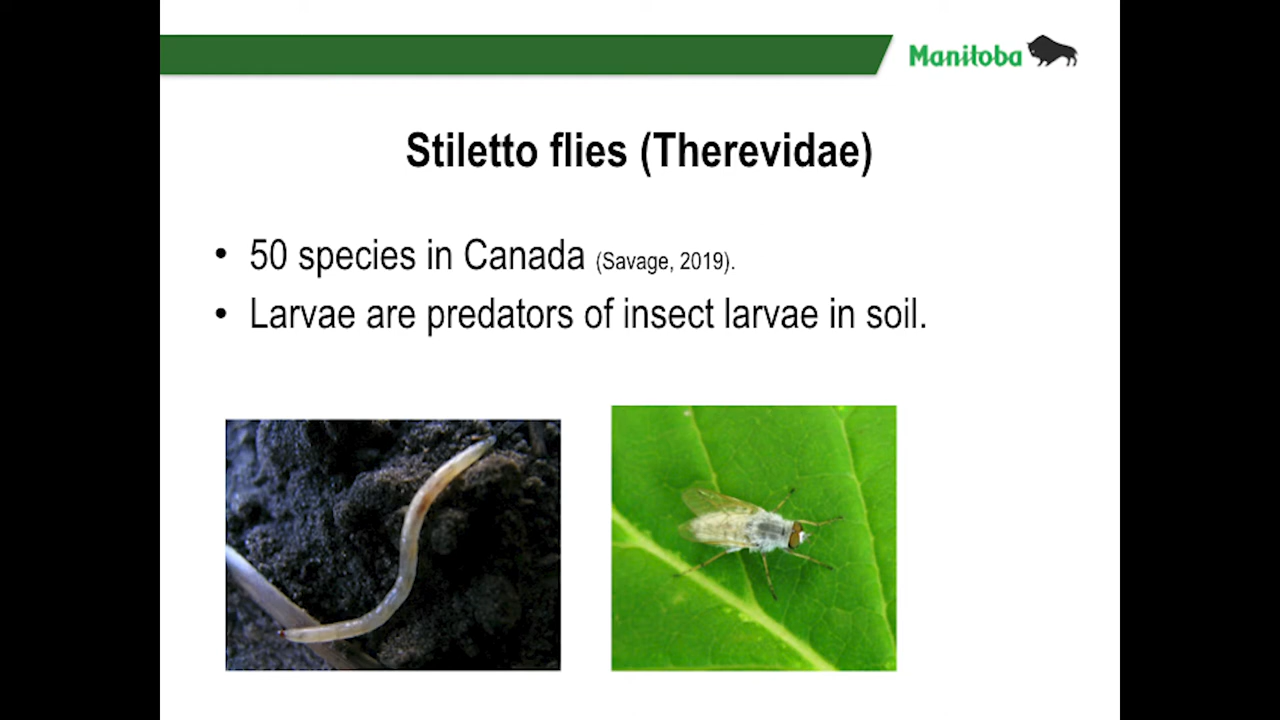 Manitoba
Stiletto flies (Therevidae)
• 50 species in Canada (Savage, 2019).
• Larvae are predators of insect larvae in soil.